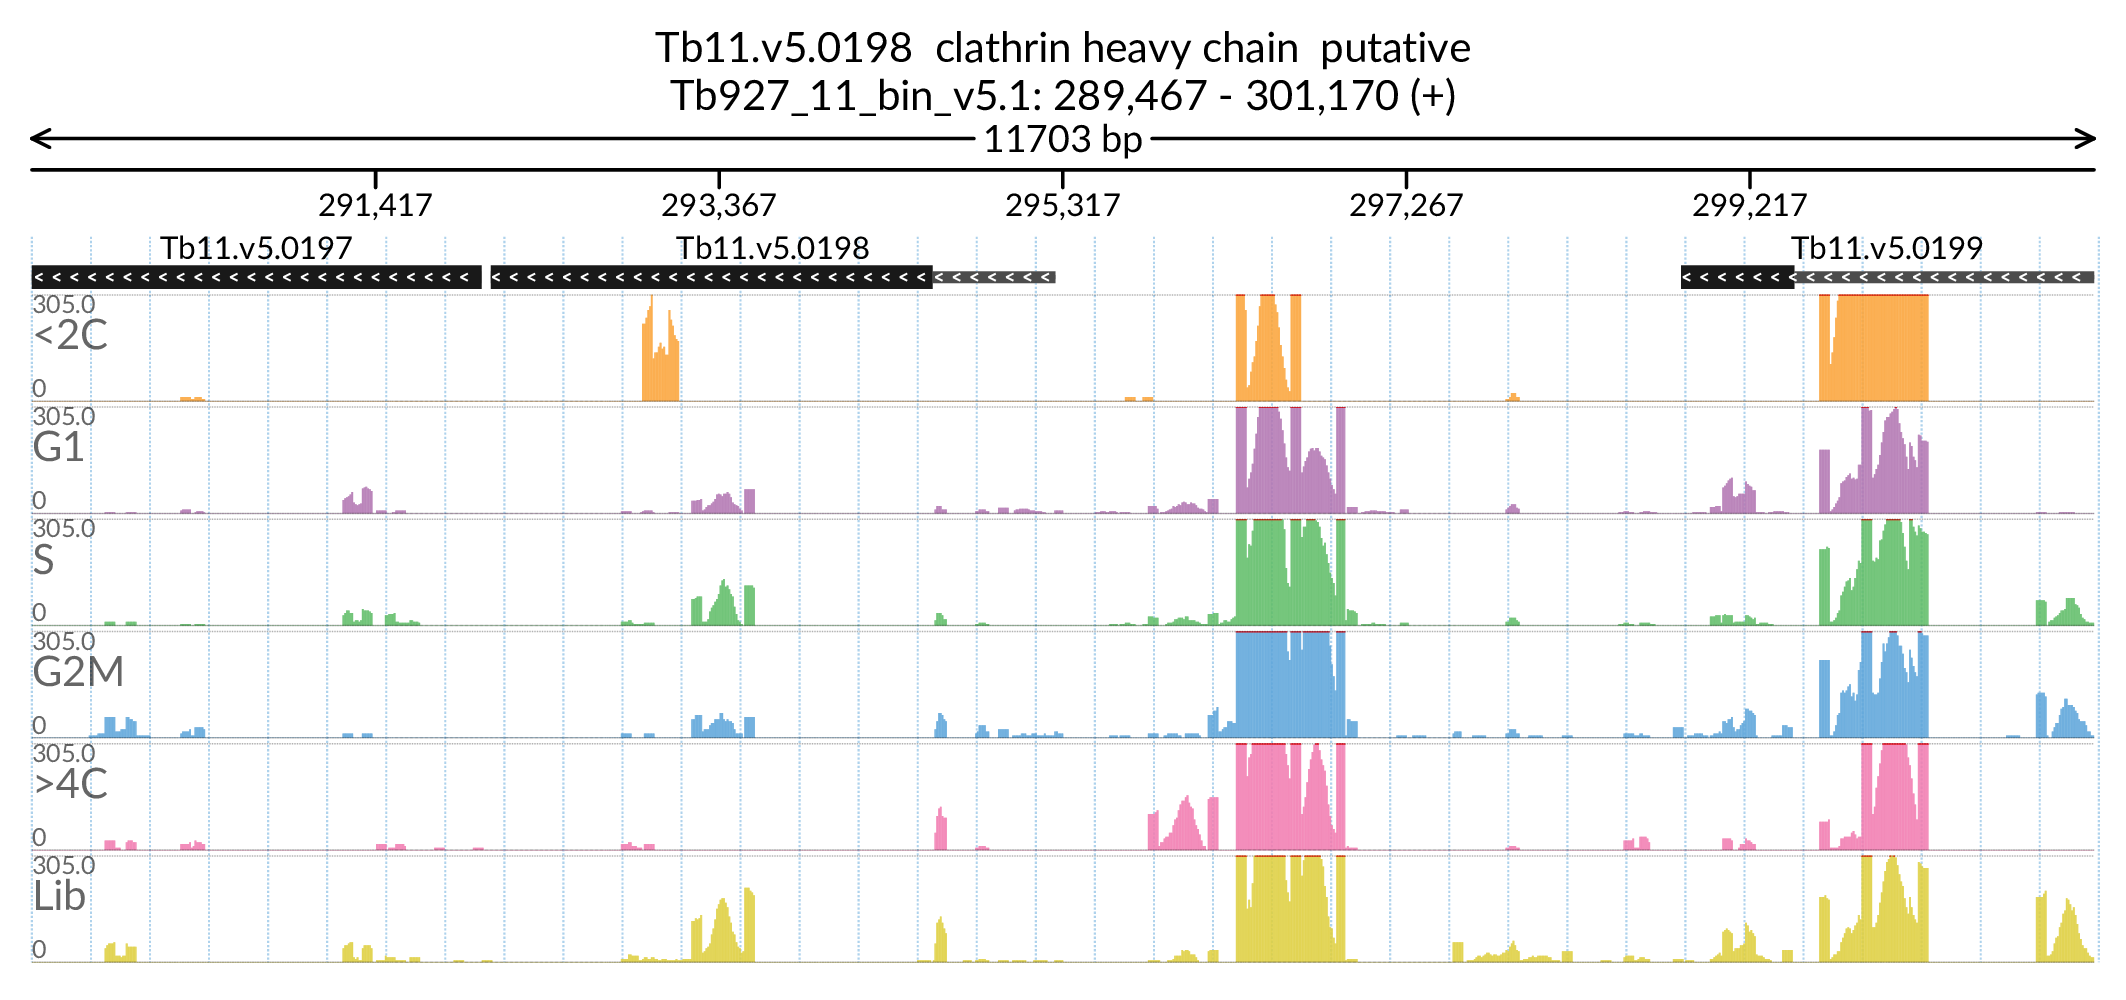 Tb11.v5.0198  clathrin heavy chain  putative
Tb927_11_bin_v5.1: 289,467 - 301,170 (+)
11703 bp
291,417 293,367 295,317 297,267 299,217
Tb11.v5.0197 Tb11.v5.0198 Tb11.v5.0199
305.0
<2C
0
305.0
G1
0
305.0
S
0
305.0
G2M
0
305.0
>4C
0
305.0
Lib
0